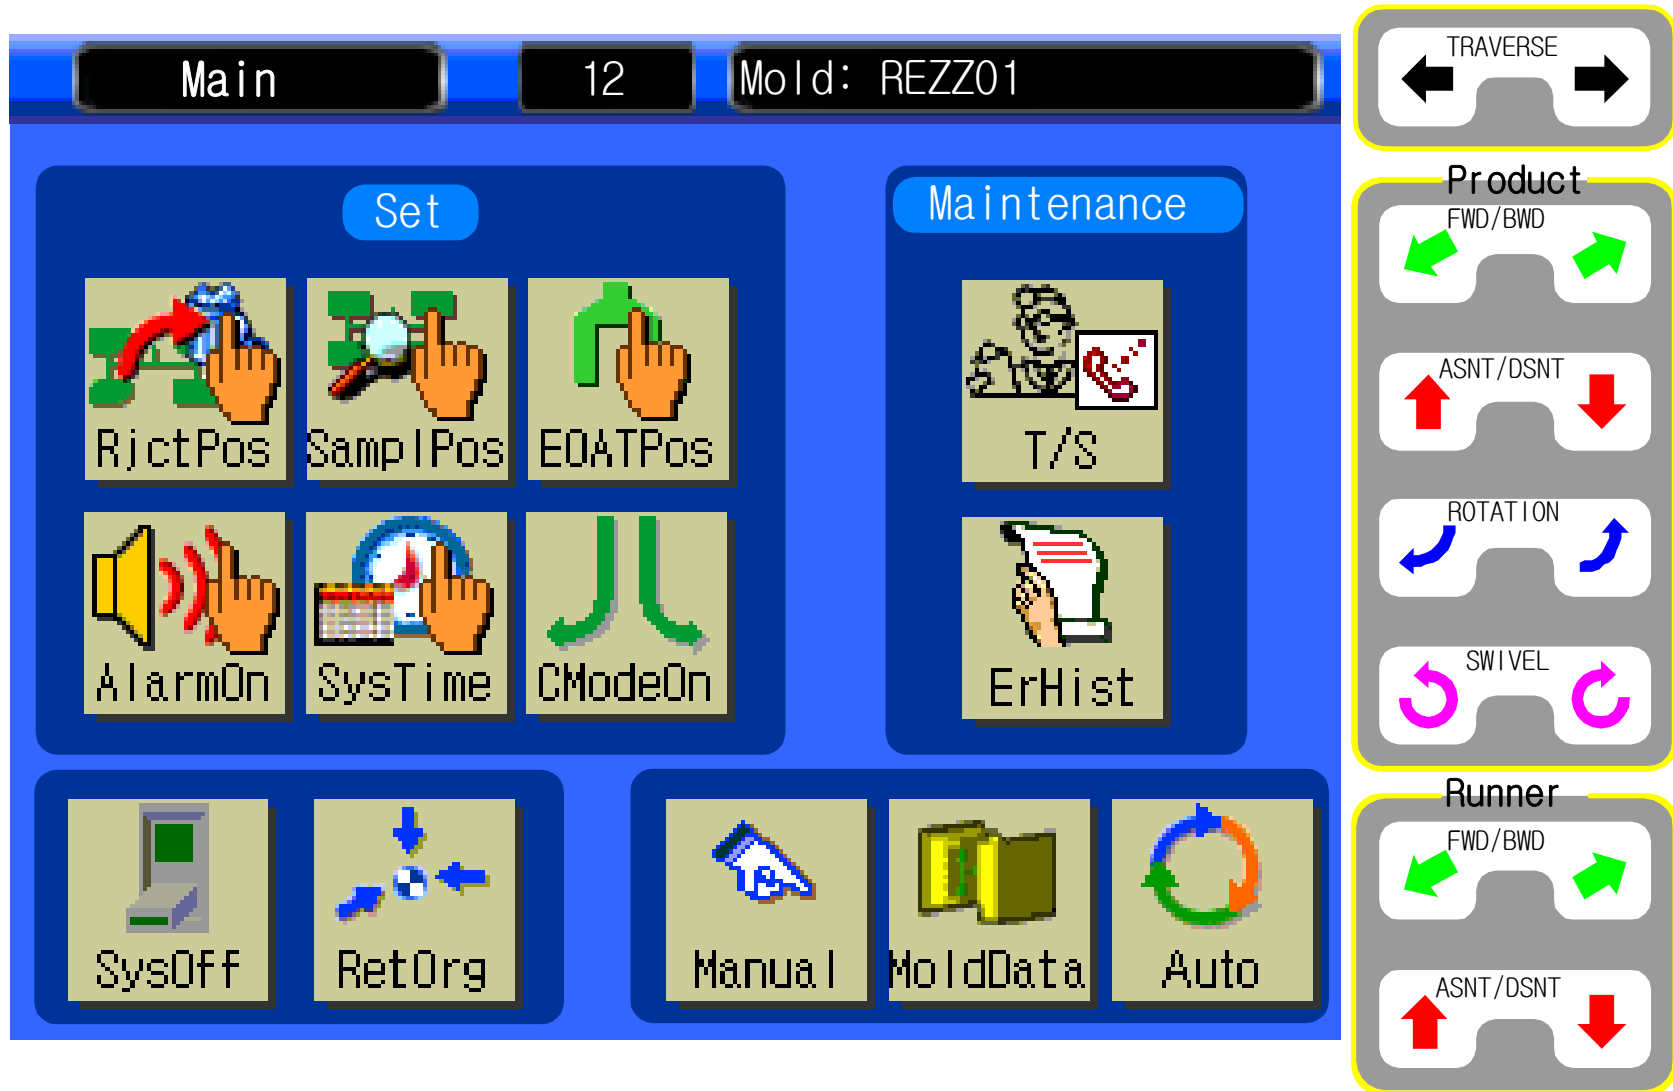 Main
12
Mold: REZZ01
Set
RjctPos
SamplPos
EOATPos
AlarmOn
SysTime
CModeOn
Maintenance
T/S
ErHist
SysOff
RetOrg
Manual
MoldData
Auto
TRAVERSE
Product
FWD/BWD
ASNT/DSNT
ROTATION
SWIVEL
Runner
FWD/BWD
ASNT/DSNT